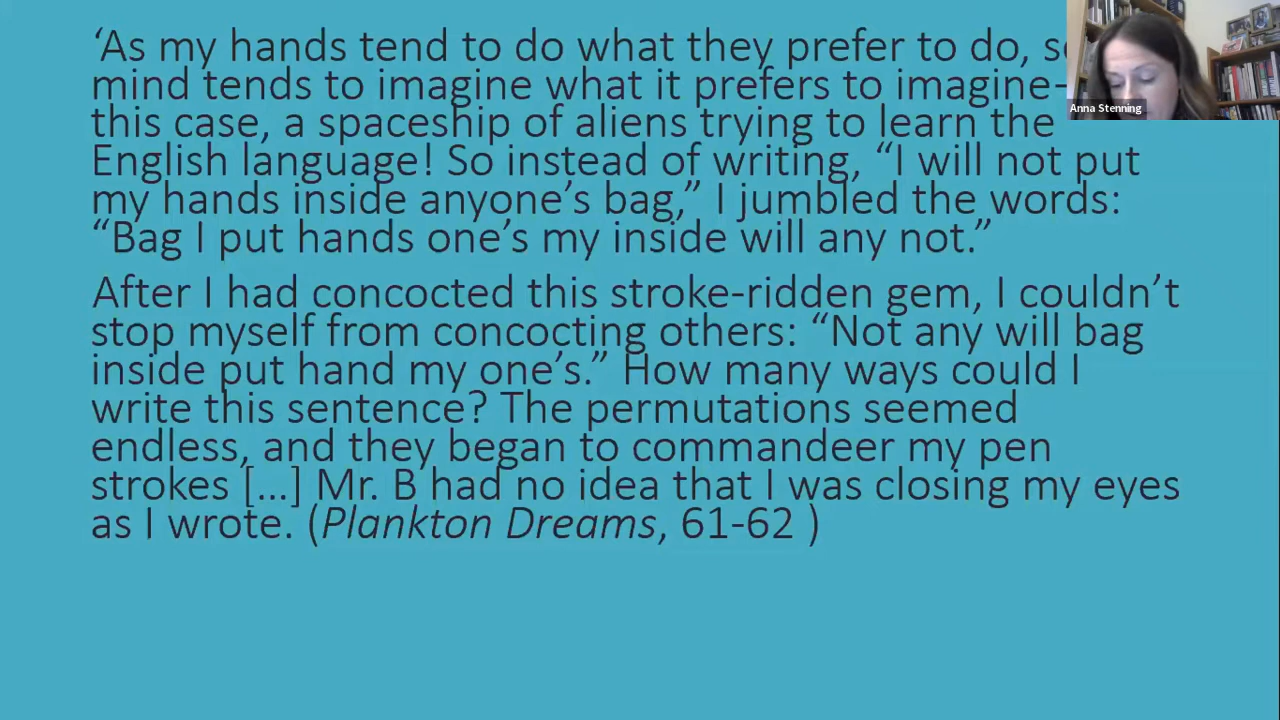 ‘As my hands tend to do what they prefer to do,
mind tends to imagine what it prefers to imagine-
this case, a spaceship of aliens trying to learn the
English language! So instead of writing, “I will not put
my hands inside anyone’s bag,” I jumbled the words:
“Bag I put hands one’s my inside will any not.”
After I had concocted this stroke-ridden gem, I couldn’t
stop myself from concocting others: “Not any will bag
inside put hand my one’s.” How many ways could I
write this sentence? The permutations seemed
endless, and they began to commandeer my pen
strokes [...] Mr. B had no idea that I was closing my eyes
as I wrote. (Plankton Dreams, 61-62 )
Anna Stenning